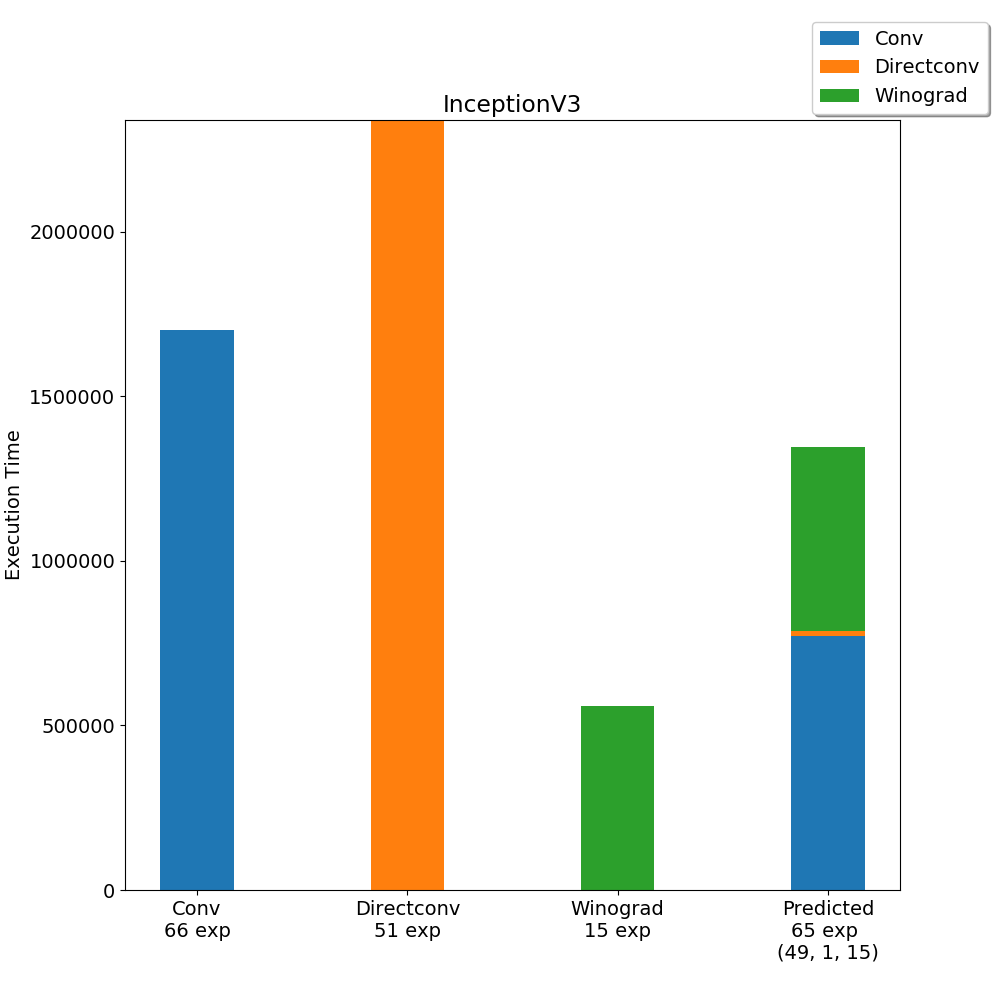 Conv
Directconv
Winograd
InceptionV3
Execution Time
2000000
1500000
1000000
500000
0
Conv
66 exp
Directconv
51 exp
Winograd
15 exp
Predicted
65 exp
(49, 1, 15)